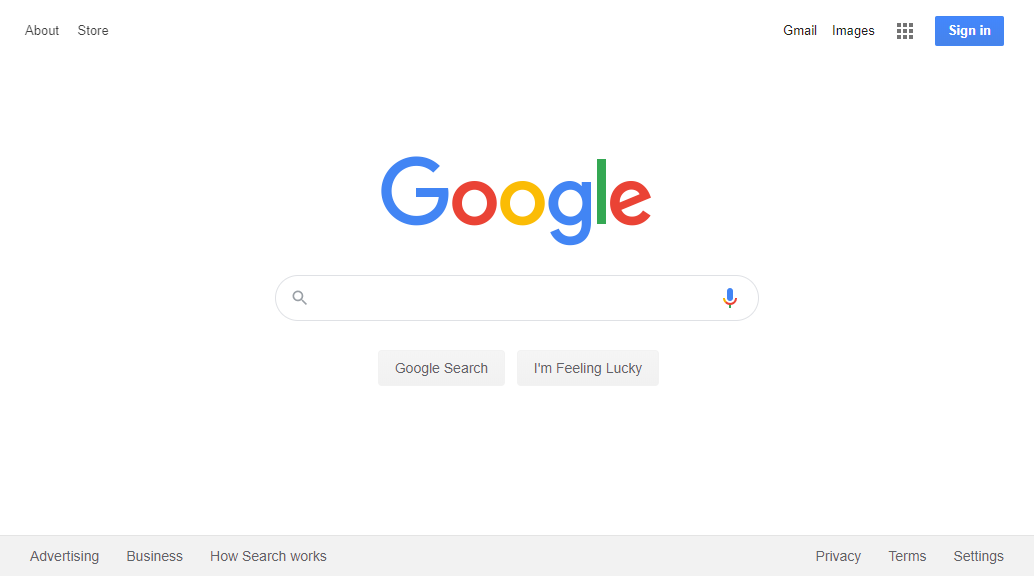 About Store Gmail Images Sign in
Google
Google Search I'm Feeling Lucky
Advertising Business How Search works Privacy Terms Settings